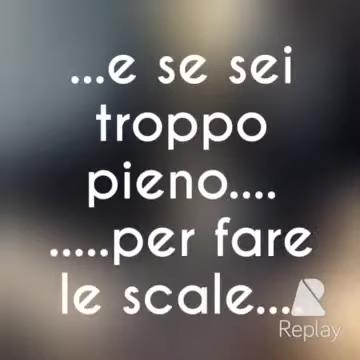 ...e se sei
troppo
pieno....
.....per fare
le scale....
Replay